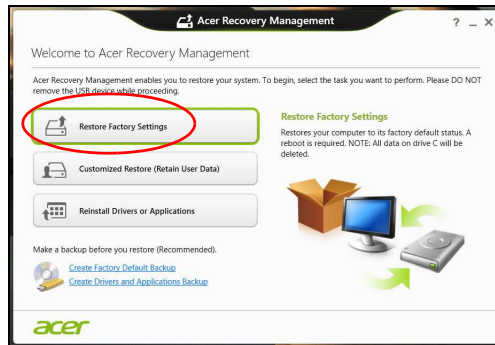 Acer Recovery Management
? _ X
Welcome to Acer Recovery Management
Acer Recovery Management enables you to restore your system. To begin, select the task you want to perform. Please DO NOT
remove the USB device while proceeding.
Restore Factory Settings
Customized Restore (Retain User Data)
Reinstall Drivers or Applications
Restore Factory Settings
Restores your computer to its factory default status. A
reboot is required. NOTE: All data on drive C will be
deleted.
Make a backup before you restore (Recommended).
Create Factory Default Backup
Create Drivers and Applications Backup
acer